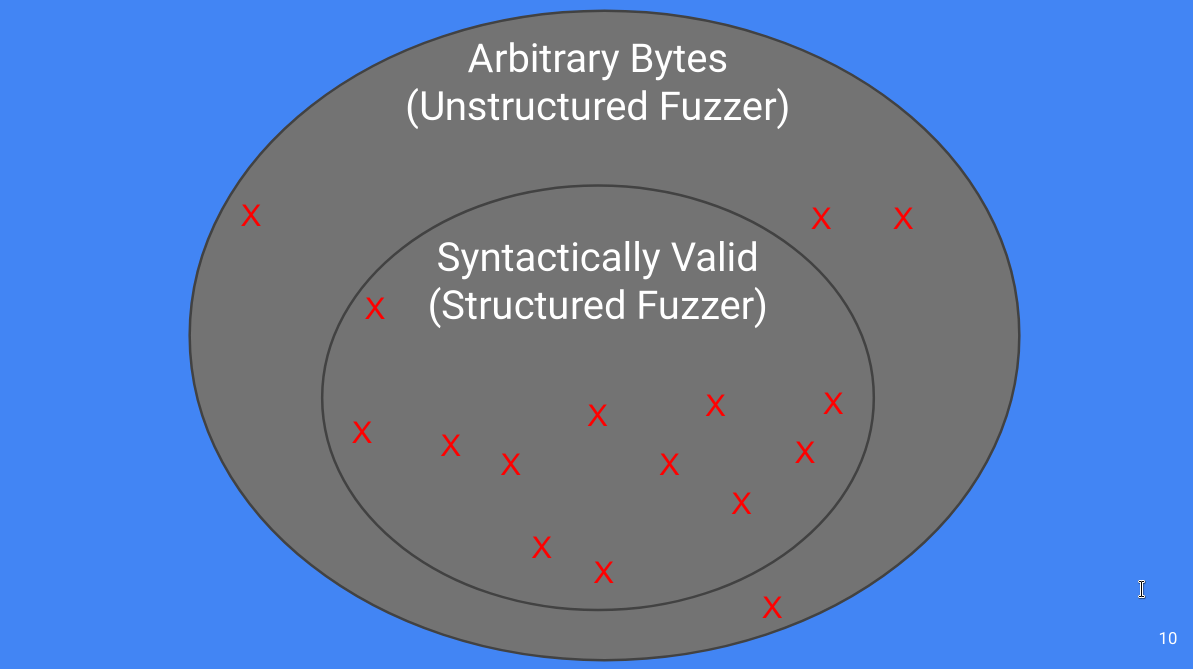 Arbitrary Bytes
(Unstructured Fuzzer)
X
X X
Syntactically Valid
(Structured Fuzzer)
X
X
X
X
X
X
X
X
X
X
X
X
X
10